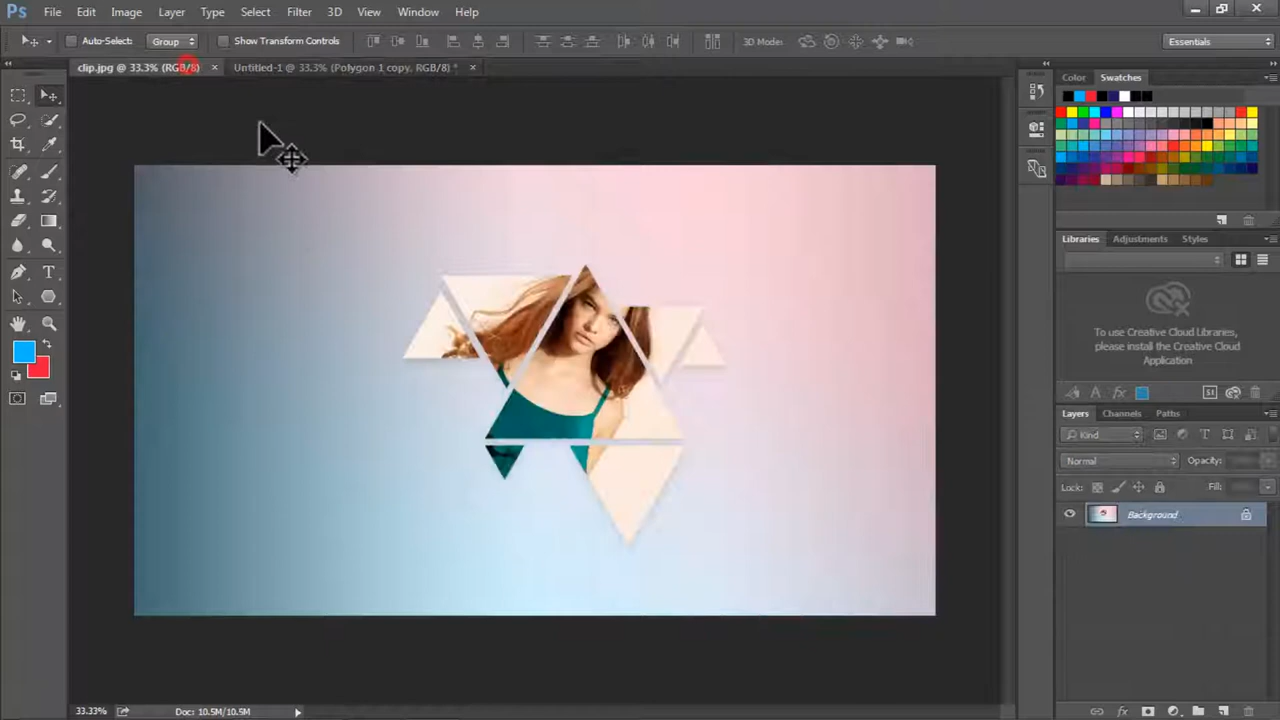 Ps File Edit Image Layer Type Select Filter 3D View Window Help
Auto-Select: Group Show Transform Controls 3D Modes: Essentials
clip.jpg @ 33.3% (RGB/8) × Untitled-1 @ 33.3% (Polygon 1 copy, RGB/8) * ×
Color Swatches
Libraries Adjustments Styles
To use Creative Cloud Libraries,
please install the Creative Cloud
Application
Layers Channels Paths
Kind
Normal Opacity:
Lock: Fill:
Background
33.33% Doc: 10.5M/10.5M